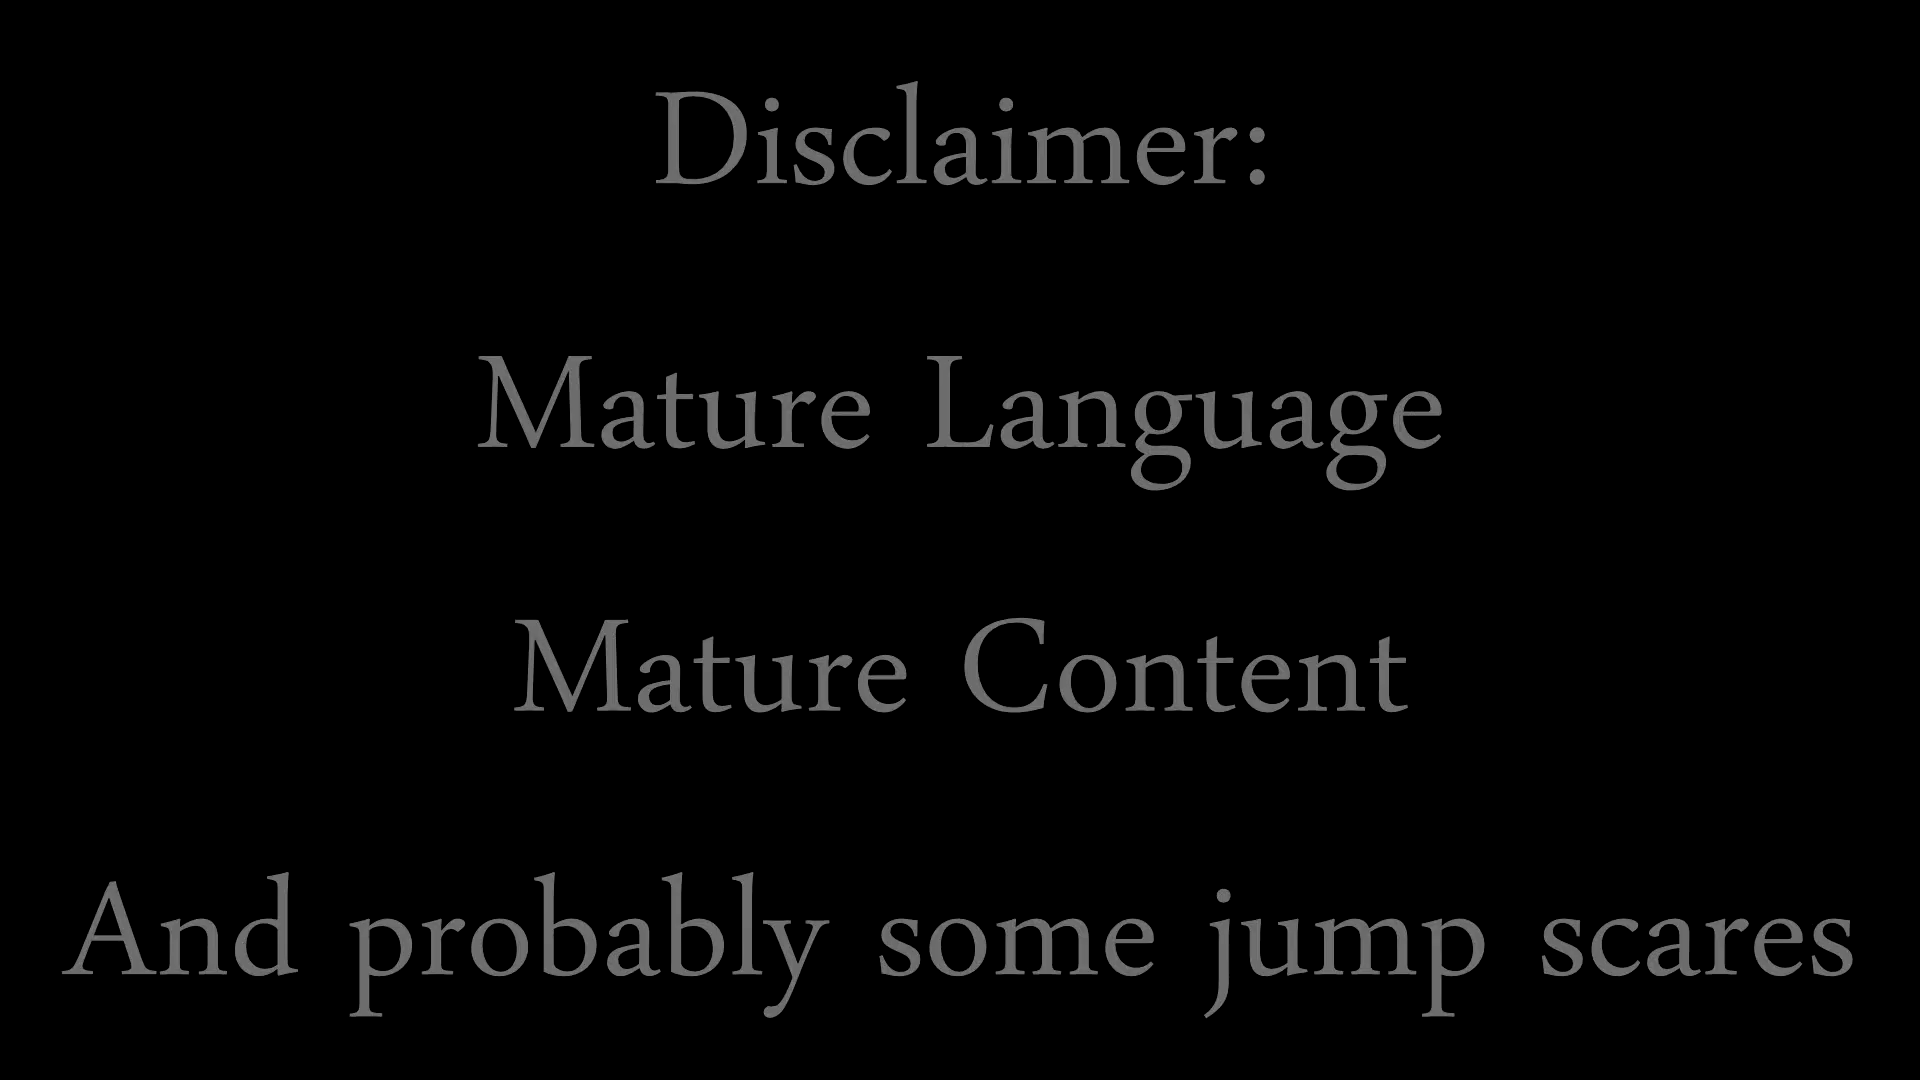 Disclaimer:
Mature Language
Mature Content
And probably some jump scares